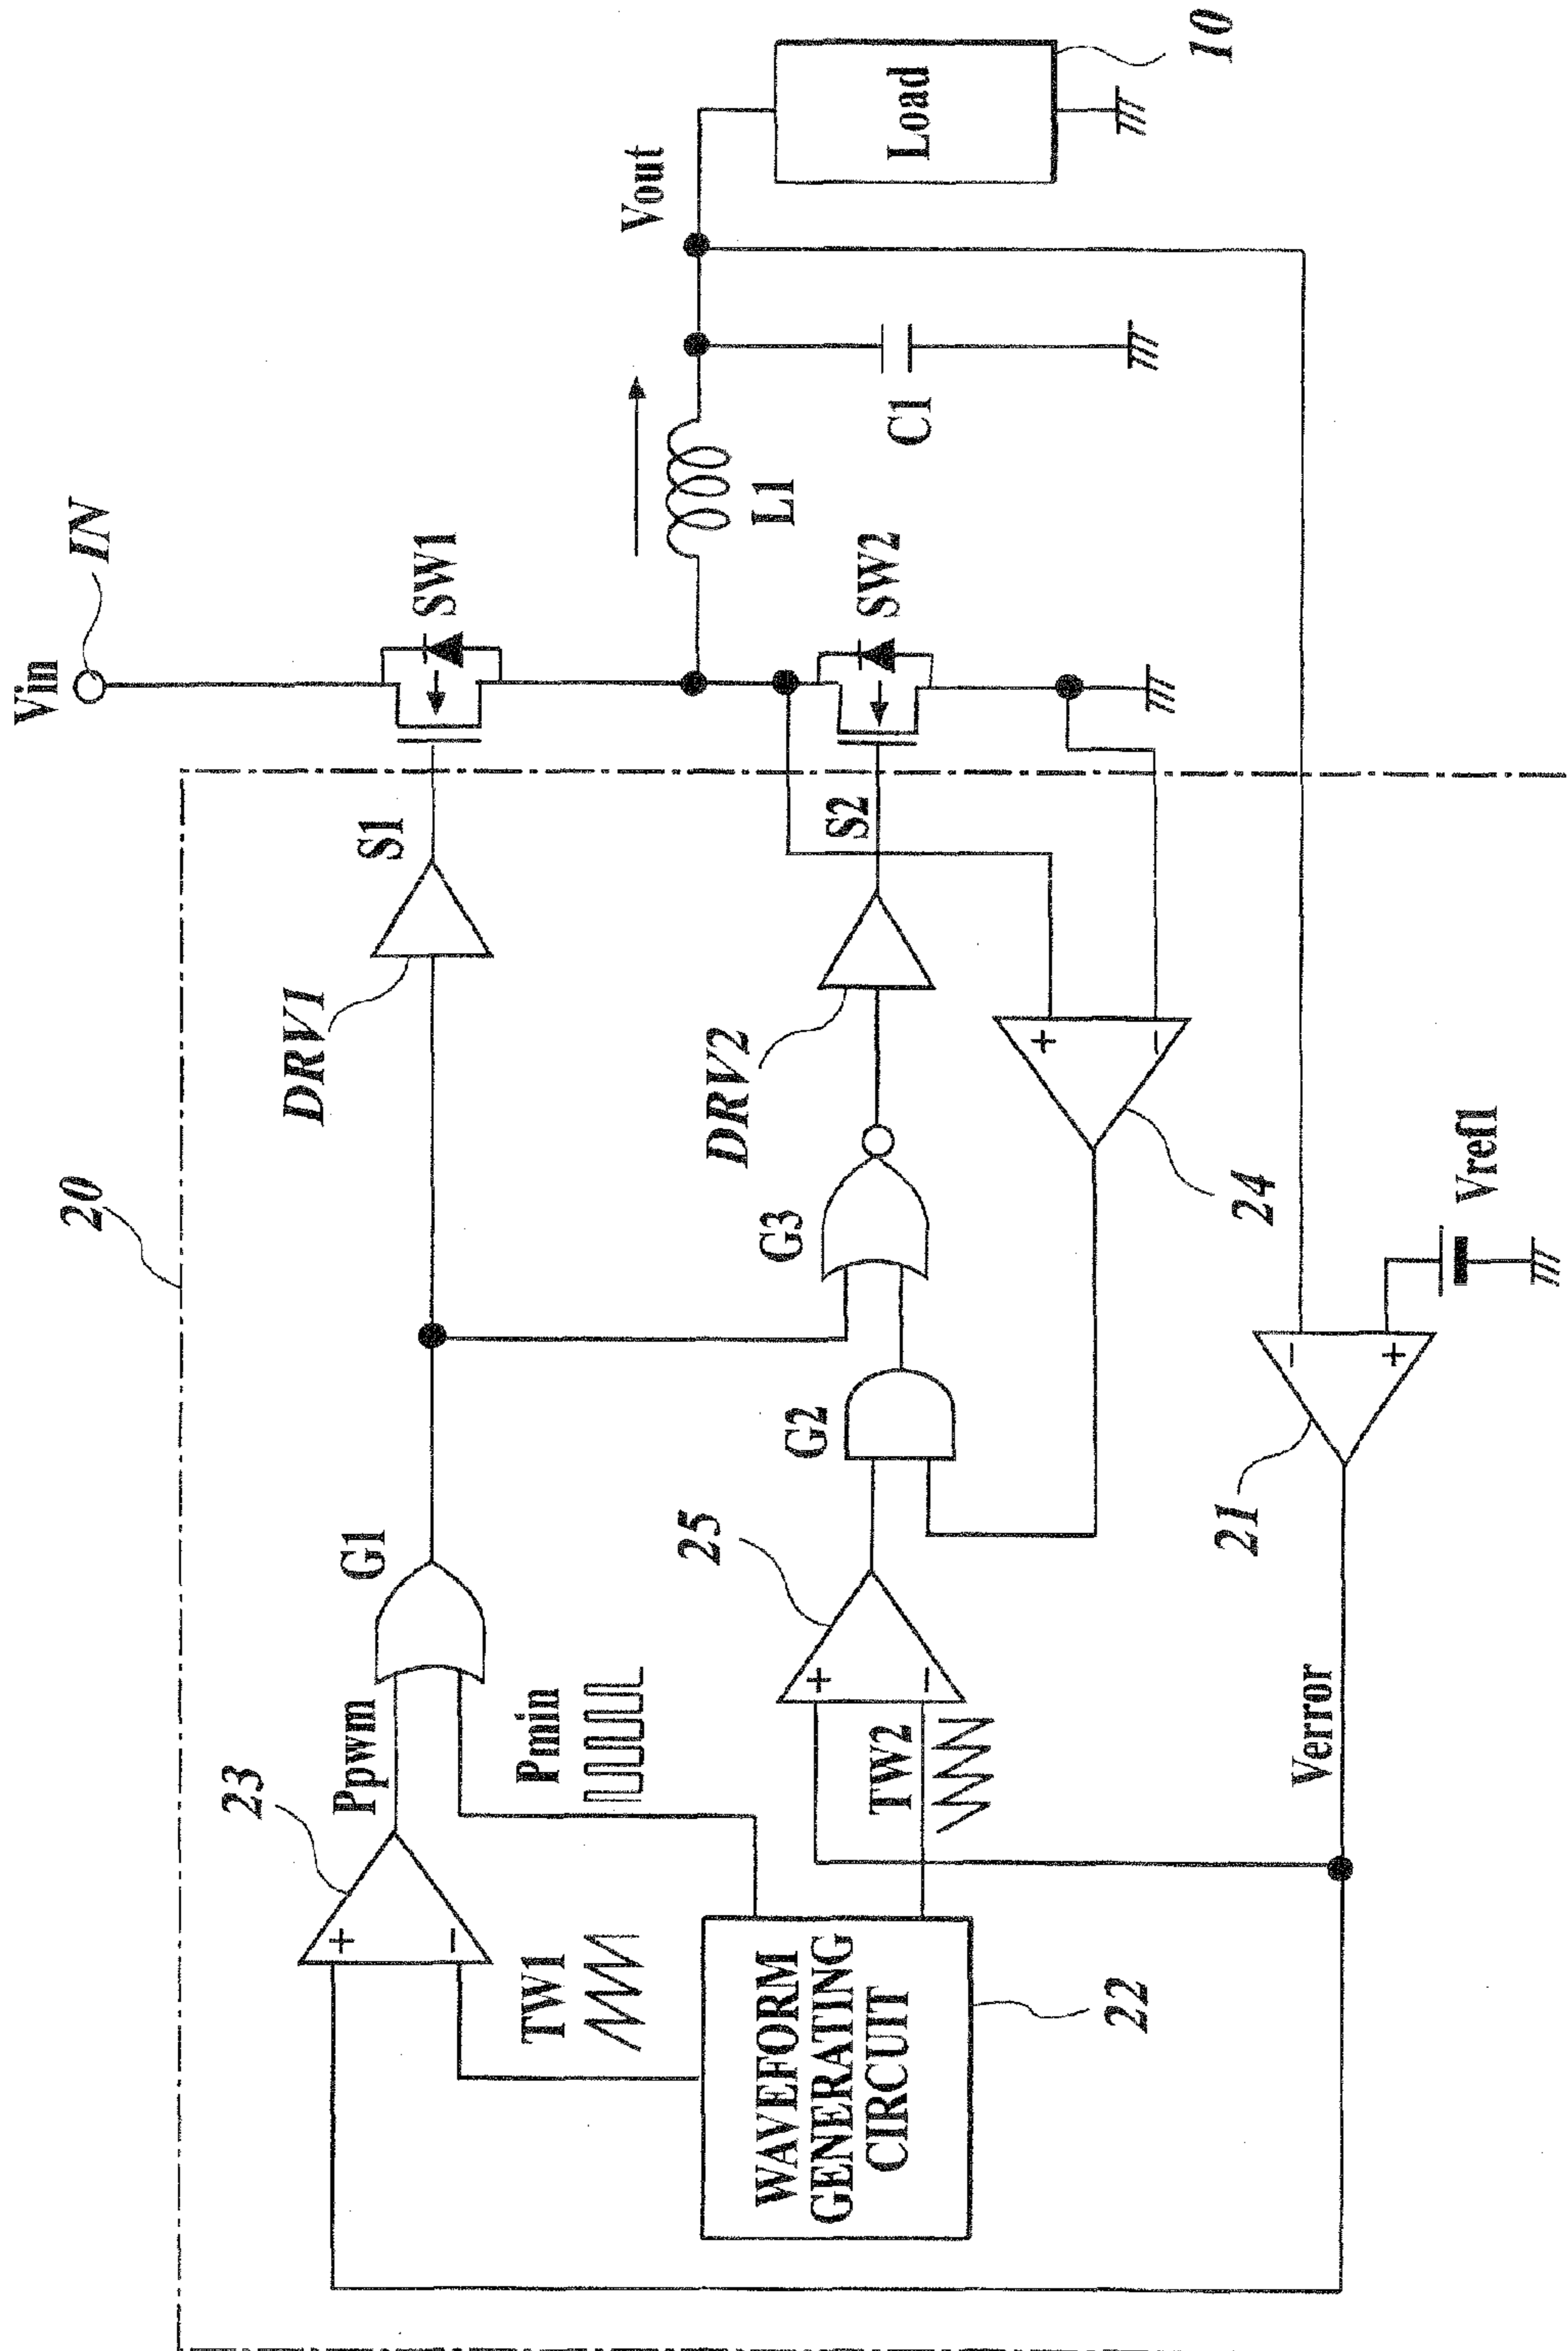 20
Vin
IN
DRV1
S1
SW1
23
Ppwm
G1
TW1
Pmin
Vout
L1
DRV2
S2
SW2
25
G2
G3
C1
Load
10
WAVEFORM
GENERATING
CIRCUIT
TW2
22
24
21
Verror
Vref1
+
−
+
−
+
−
−
+